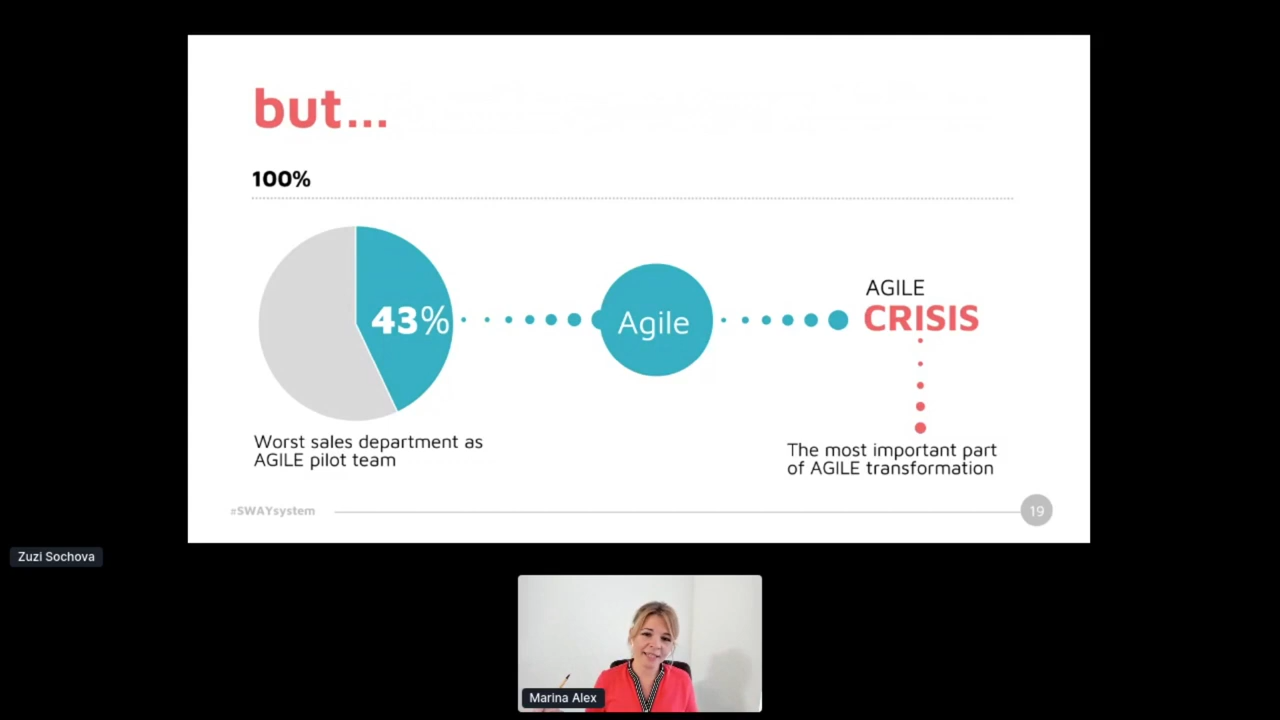 but...
100%
43%
Agile
AGILE
CRISIS
Worst sales department as
AGILE pilot team
The most important part
of AGILE transformation
#SWAYsystem
19
Zuzi Sochova
Marina Alex